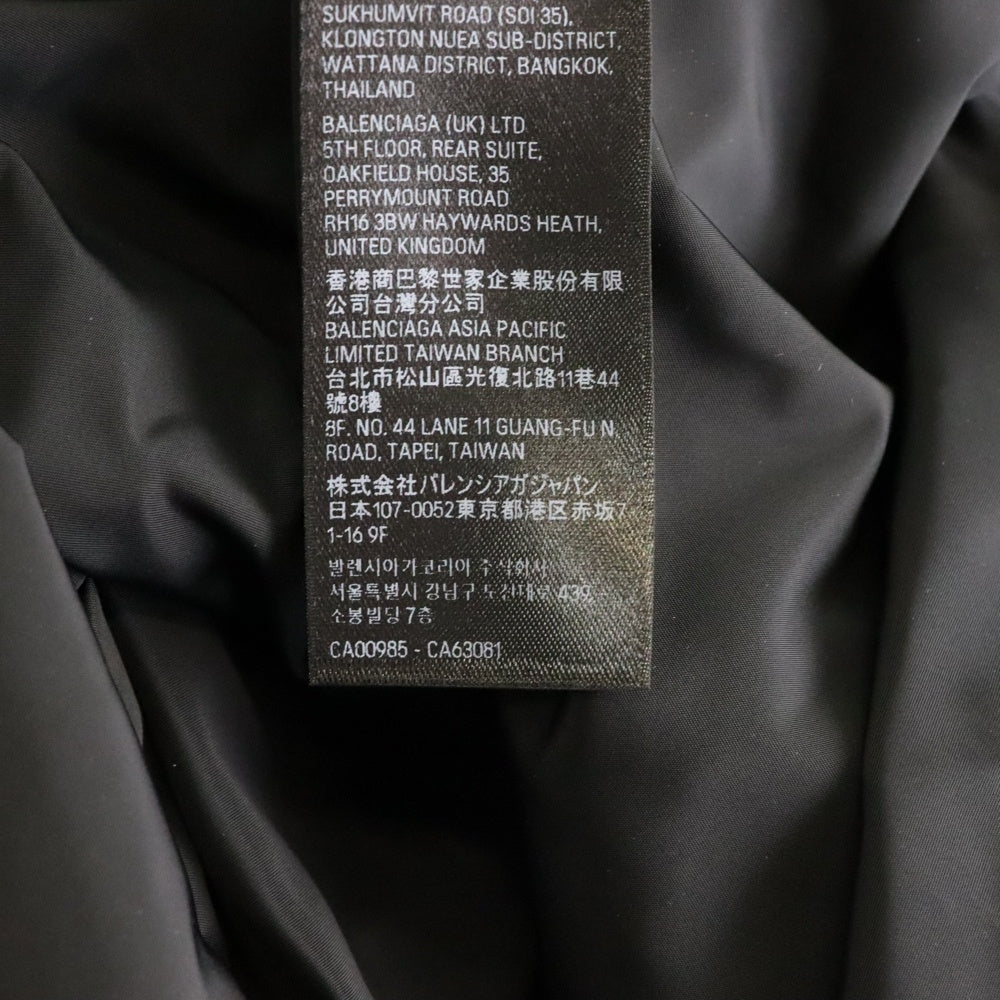 SUKHUMVIT ROAD (SOI 35),
KLONGTON NUEA SUB-DISTRICT,
WATTANA DISTRICT, BANGKOK,
THAILAND
BALENCIAGA (UK) LTD
5TH FLOOR, REAR SUITE,
OAKFIELD HOUSE, 35
PERRYMOUNT ROAD
RH16 3BW HAYWARDS HEATH,
UNITED KINGDOM
香港商巴黎世家企業股份有限
公司台灣分公司
BALENCIAGA ASIA PACIFIC
LIMITED TAIWAN BRANCH
台北市松山區光復北路11巷44
號8樓
8F. NO. 44 LANE 11 GUANG-FU N.
ROAD, TAPEI, TAIWAN
株式会社バレンシアガジャパン
日本107-0052東京都港区赤坂7
1-16 9F
발렌시아가코리아 주식회사
서울특별시 강남구 도산대로 439,
소봉빌딩 7층
CA00985 - CA63081